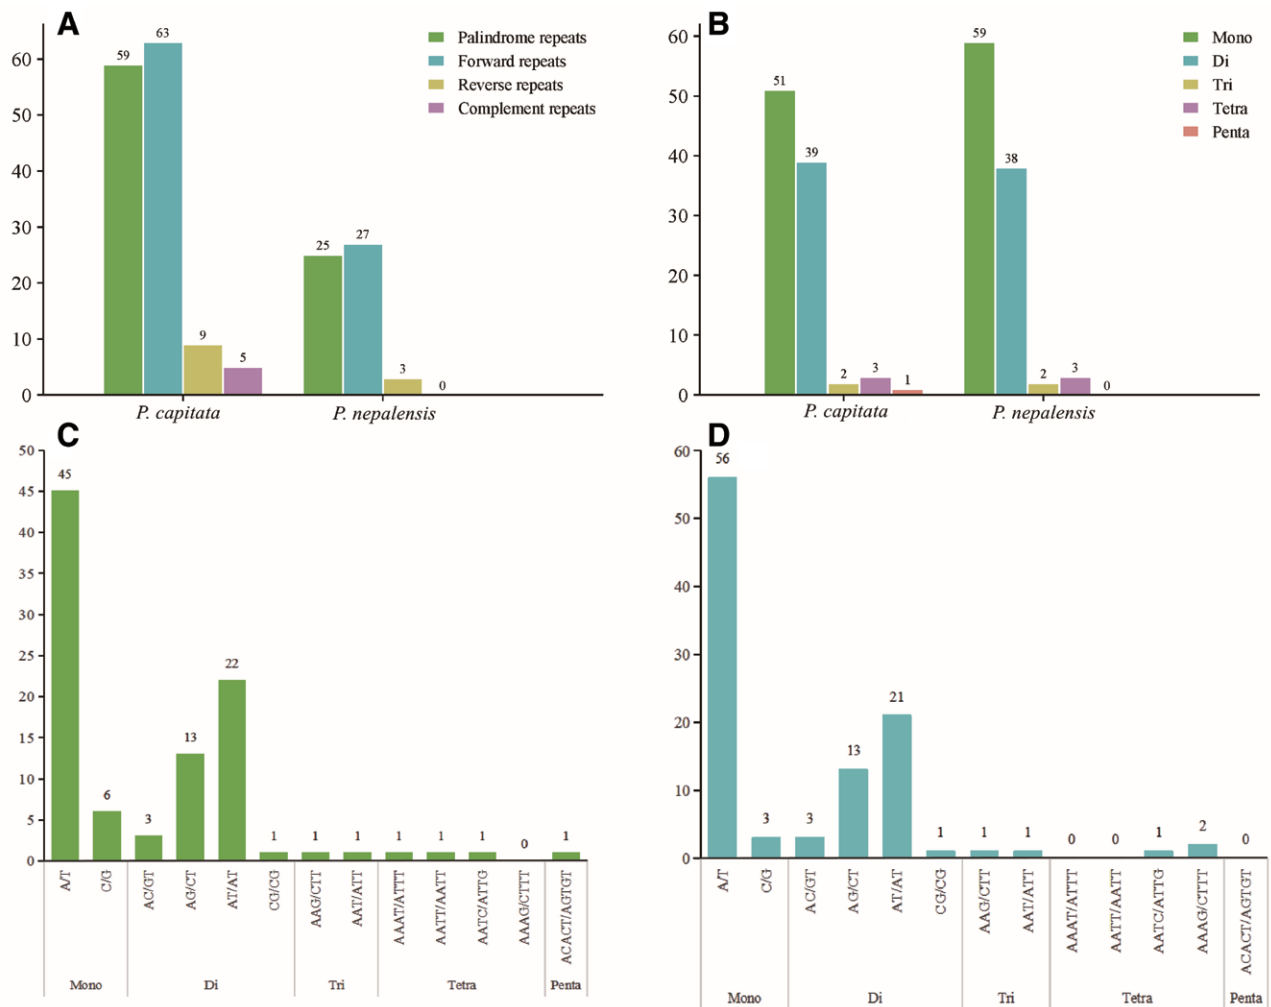 A
Palindrome repeats
Forward repeats
Reverse repeats
Complement repeats
60
50
40
30
20
10
0
59
63
9
5
25
27
3
0
P. capitata
P. nepalensis
B
Mono
Di
Tri
Tetra
Penta
60
50
40
30
20
10
0
51
39
2
3
1
59
38
2
3
0
P. capitata
P. nepalensis
C
50
45
40
35
30
25
20
15
10
5
0
45
6
3
13
22
1
1
1
1
1
1
0
1
A/T
C/G
AC/GT
AG/CT
AT/AT
CG/CG
AAG/CTT
AAT/ATT
AAAT/ATTT
AATT/AATT
AATC/ATTG
AAAG/CTTT
ACACT/AGTGT
Mono
Di
Tri
Tetra
Penta
D
60
50
40
30
20
10
0
56
3
3
13
21
1
1
1
0
0
1
2
0
A/T
C/G
AC/GT
AG/CT
AT/AT
CG/CG
AAG/CTT
AAT/ATT
AAAT/ATTT
AATT/AATT
AATC/ATTG
AAAG/CTTT
ACACT/AGTGT
Mono
Di
Tri
Tetra
Penta